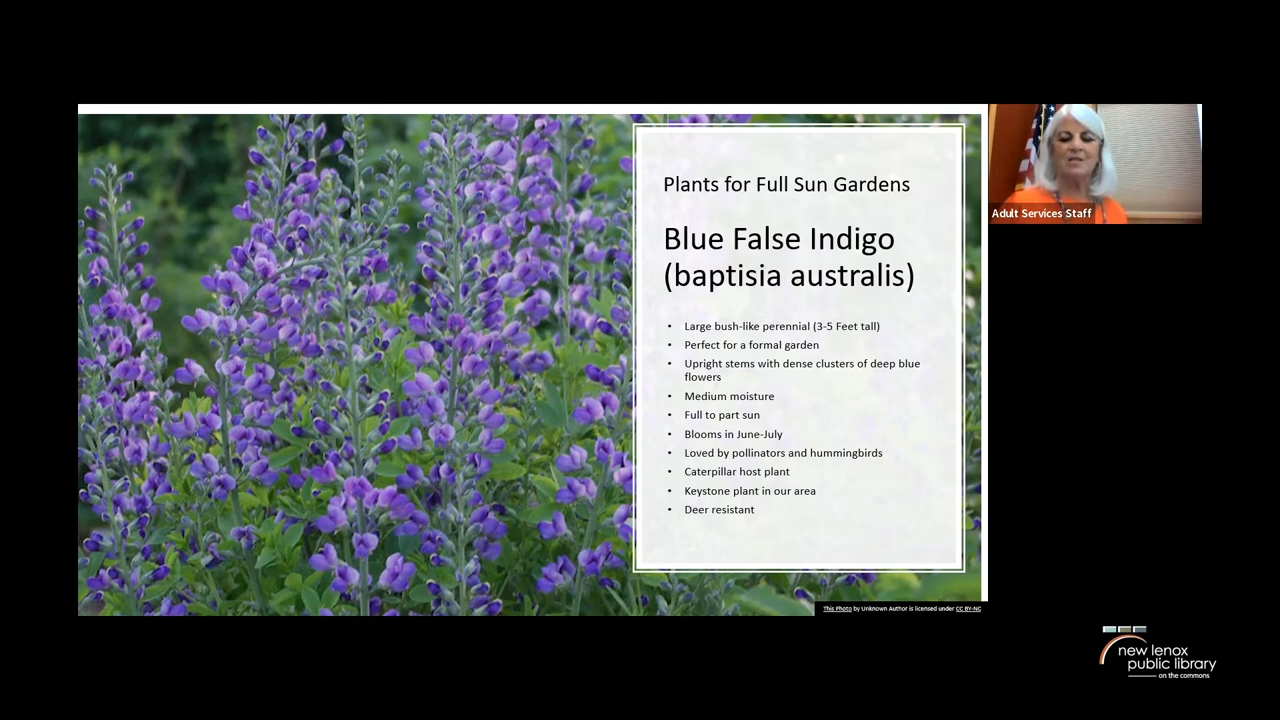 Plants for Full Sun Gardens
Blue False Indigo
(baptisia australis)
• Large bush-like perennial (3-5 Feet tall)
• Perfect for a formal garden
• Upright stems with dense clusters of deep blue
flowers
• Medium moisture
• Full to part sun
• Blooms in June-July
• Loved by pollinators and hummingbirds
• Caterpillar host plant
• Keystone plant in our area
• Deer resistant
This Photo by Unknown Author is licensed under CC BY-NC
Adult Services Staff
new lenox
public library
on the commons